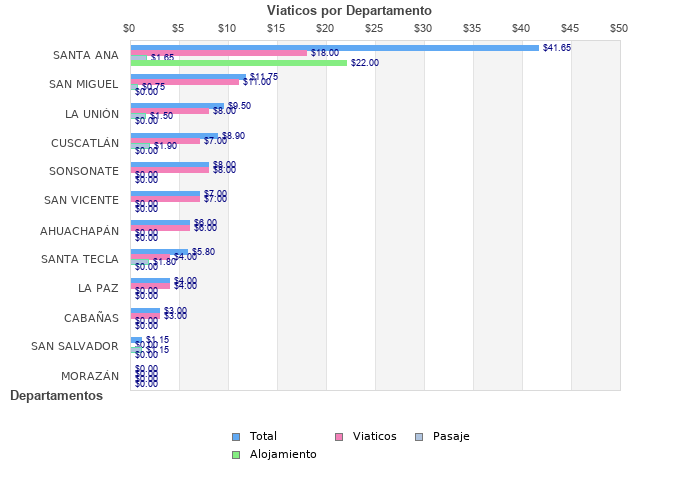 Viaticos por Departamento
$0 $5 $10 $15 $20 $25 $30 $35 $40 $45 $50
SANTA ANA $41.65
$18.00
$1.65
$22.00
SAN MIGUEL $11.75
$11.00
$0.75
$0.00
LA UNIÓN $9.50
$8.00
$1.50
$0.00
CUSCATLÁN $8.90
$7.00
$1.90
$0.00
SONSONATE $8.00
$8.00
$0.00
$0.00
SAN VICENTE $7.00
$7.00
$0.00
$0.00
AHUACHAPÁN $6.00
$6.00
$0.00
$0.00
SANTA TECLA $5.80
$4.00
$1.80
$0.00
LA PAZ $4.00
$4.00
$0.00
$0.00
CABAÑAS $3.00
$3.00
$0.00
$0.00
SAN SALVADOR $1.15
$0.00
$1.15
$0.00
MORAZÁN $0.00
$0.00
$0.00
$0.00
Departamentos
Total Viaticos Pasaje
Alojamiento